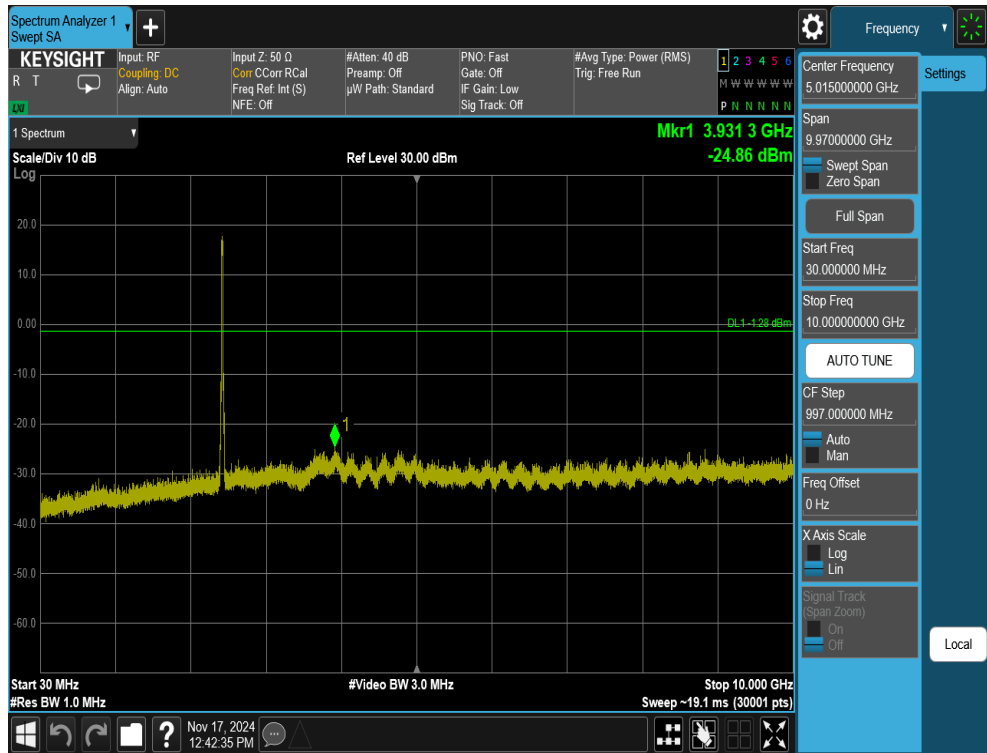 Spectrum Analyzer 1
Swept SA
+
Frequency
KEYSIGHT
R T
LXI
Input: RF
Coupling: DC
Align: Auto
Input Z: 50 Ω
Corr CCorr RCal
Freq Ref: Int (S)
NFE: Off
#Atten: 40 dB
Preamp: Off
µW Path: Standard
PNO: Fast
Gate: Off
IF Gain: Low
Sig Track: Off
#Avg Type: Power (RMS)
Trig: Free Run
1 2 3 4 5 6
M W W W W W
P N N N N N
1 Spectrum
Scale/Div 10 dB
Log
Ref Level 30.00 dBm
Mkr1 3.931 3 GHz
-24.86 dBm
20.0
10.0
0.00
DL1 -1.28 dBm
-10.0
-20.0
1
-30.0
-40.0
-50.0
-60.0
Start 30 MHz
#Res BW 1.0 MHz
#Video BW 3.0 MHz
Stop 10.000 GHz
Sweep ~19.1 ms (30001 pts)
Center Frequency
5.015000000 GHz
Span
9.97000000 GHz
Swept Span
Zero Span
Full Span
Start Freq
30.000000 MHz
Stop Freq
10.000000000 GHz
AUTO TUNE
CF Step
997.000000 MHz
Auto
Man
Freq Offset
0 Hz
X Axis Scale
Log
Lin
Signal Track
(Span Zoom)
On
Off
Settings
Local
?
Nov 17, 2024
12:42:35 PM